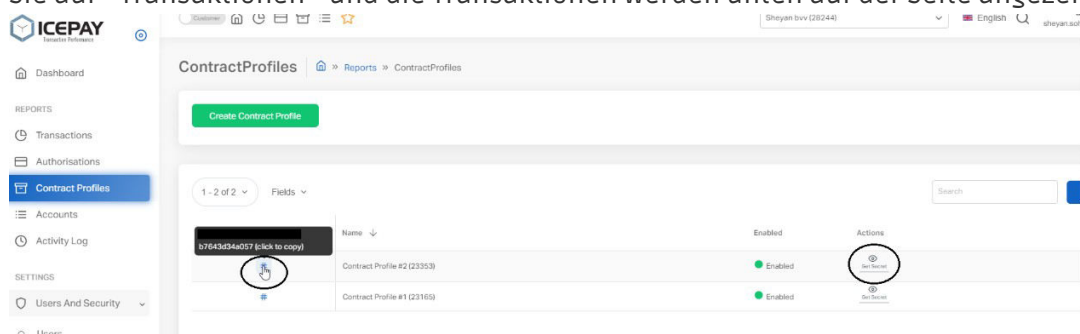 Sie auf "Transaktionen" und die Transaktionen werden unten auf der Seite angezei
ICEPAY
Transaction Performance
Customer
Sheyan bvv (28244)
English
sheyan.sof
Dashboard
ContractProfiles
» Reports » ContractProfiles
REPORTS
Create Contract Profile
Transactions
Authorisations
Contract Profiles
1 - 2 of 2
Fields
Search
Accounts
Name
Enabled
Actions
Activity Log
b7643d34a057 (click to copy)
Contract Profile #2 (23353)
Enabled
Get Secret
SETTINGS
#
Contract Profile #1 (23165)
Enabled
Get Secret
Users And Security
Users